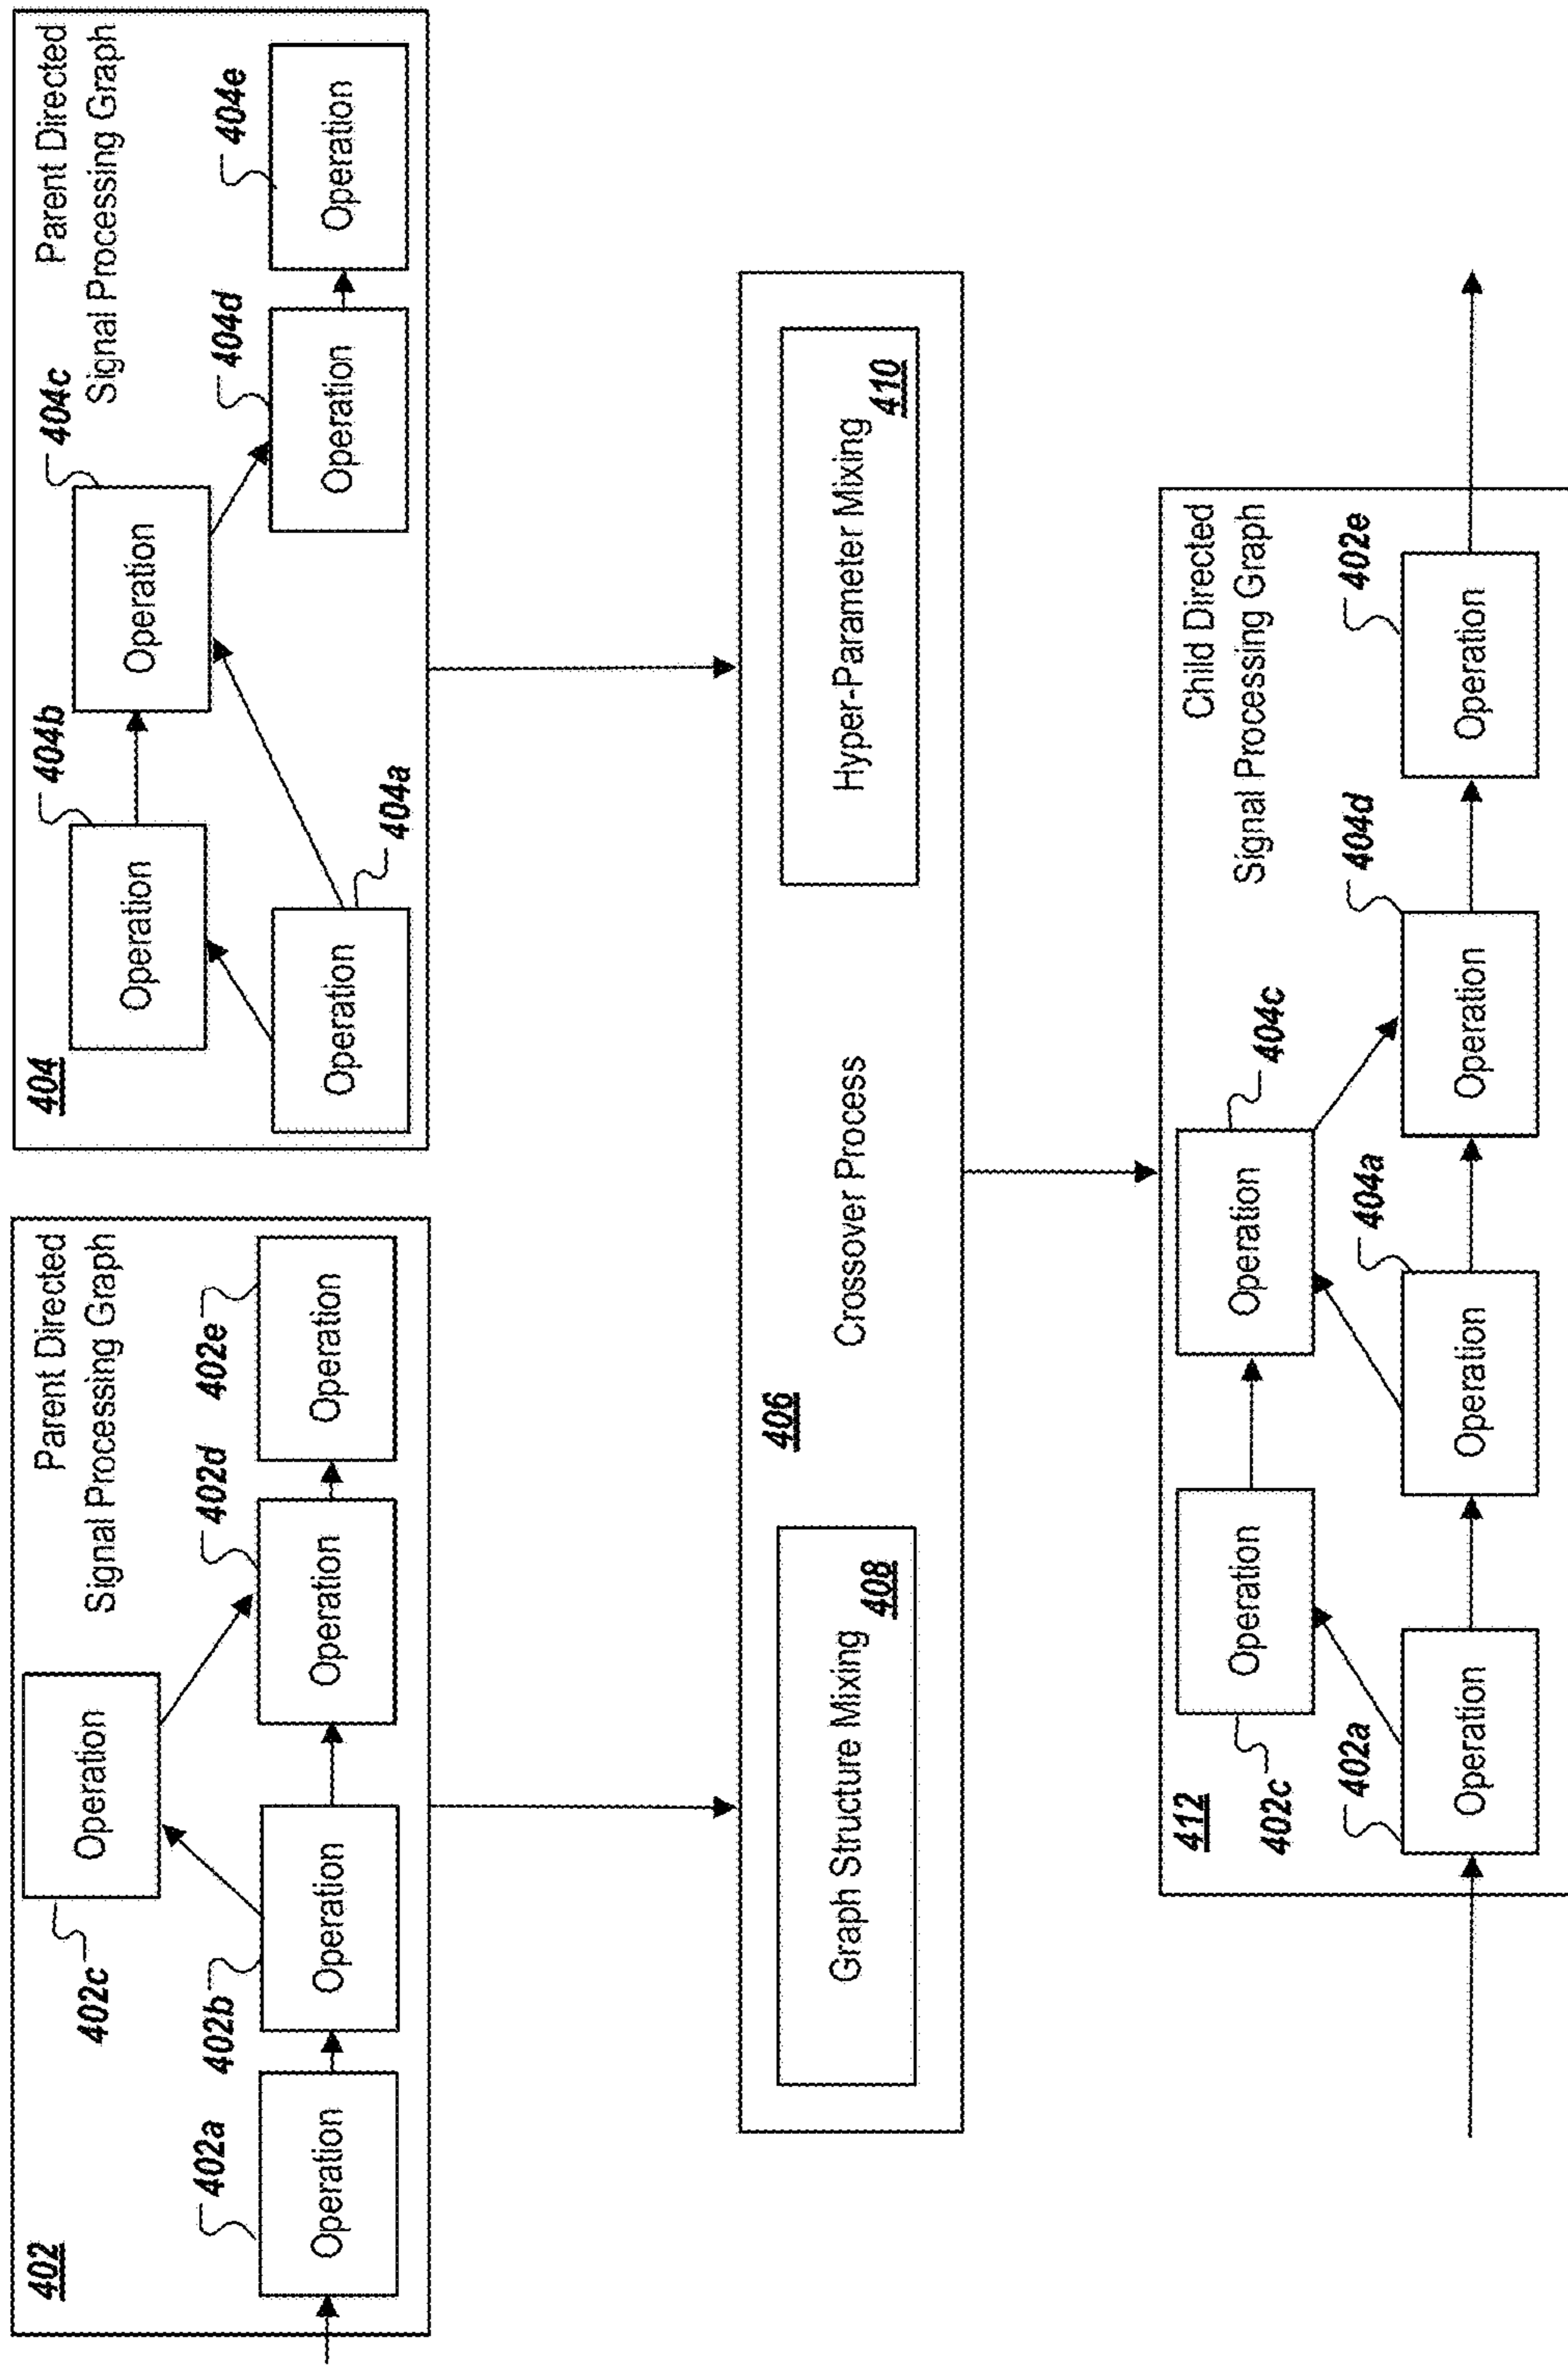 402
Parent Directed
Signal Processing Graph
402a
Operation
402b
Operation
402c
Operation
402d
Operation
402e
Operation
404
Parent Directed
Signal Processing Graph
404a
Operation
404b
Operation
404c
Operation
404d
Operation
404e
Operation
406
Crossover Process
Graph Structure Mixing
408
Hyper-Parameter Mixing
410
412
Child Directed
Signal Processing Graph
402a
Operation
402c
Operation
404a
Operation
404c
Operation
404d
Operation
402e
Operation